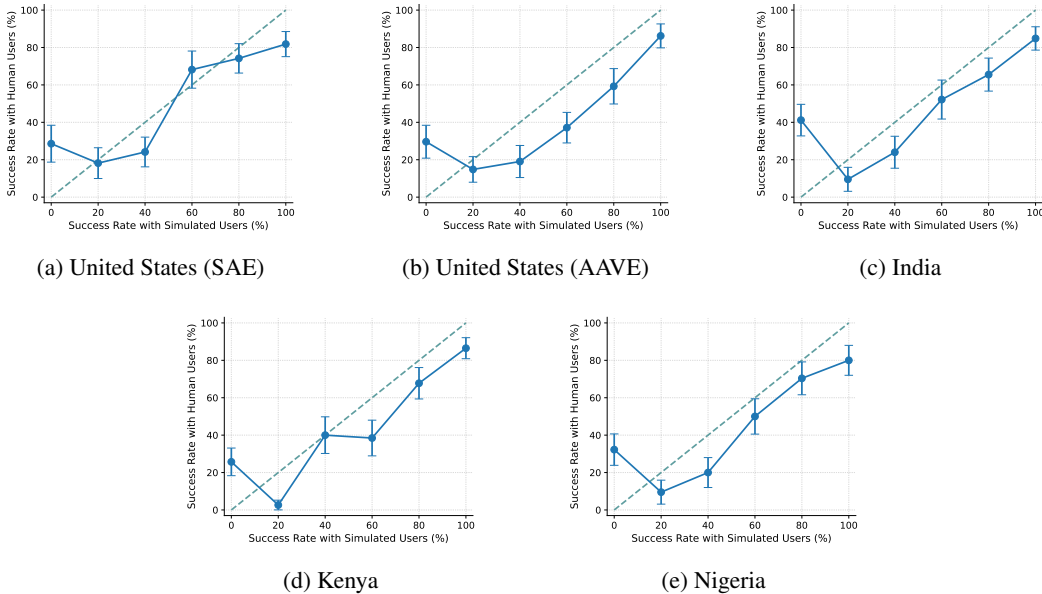 100
80
60
40
20
0
Success Rate with Human Users (%)
0 20 40 60 80 100
Success Rate with Simulated Users (%)
(a) United States (SAE)
100
80
60
40
20
0
Success Rate with Human Users (%)
0 20 40 60 80 100
Success Rate with Simulated Users (%)
(b) United States (AAVE)
100
80
60
40
20
0
Success Rate with Human Users (%)
0 20 40 60 80 100
Success Rate with Simulated Users (%)
(c) India
100
80
60
40
20
0
Success Rate with Human Users (%)
0 20 40 60 80 100
Success Rate with Simulated Users (%)
(d) Kenya
100
80
60
40
20
0
Success Rate with Human Users (%)
0 20 40 60 80 100
Success Rate with Simulated Users (%)
(e) Nigeria